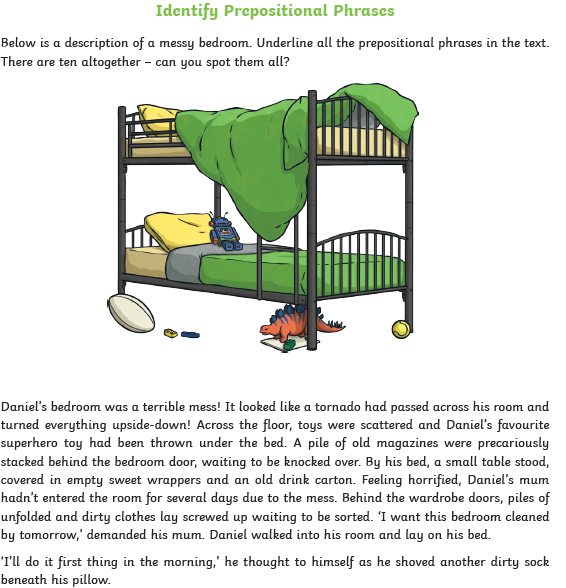 Identify Prepositional Phrases
Below is a description of a messy bedroom. Underline all the prepositional phrases in the text.
There are ten altogether – can you spot them all?
Daniel's bedroom was a terrible mess! It looked like a tornado had passed across his room and
turned everything upside-down! Across the floor, toys were scattered and Daniel's favourite
superhero toy had been thrown under the bed. A pile of old magazines were precariously
stacked behind the bedroom door, waiting to be knocked over. By his bed, a small table stood,
covered in empty sweet wrappers and an old drink carton. Feeling horrified, Daniel's mum
hadn't entered the room for several days due to the mess. Behind the wardrobe doors, piles of
unfolded and dirty clothes lay screwed up waiting to be sorted. 'I want this bedroom cleaned
by tomorrow,' demanded his mum. Daniel walked into his room and lay on his bed.
'I'll do it first thing in the morning,' he thought to himself as he shoved another dirty sock
beneath his pillow.